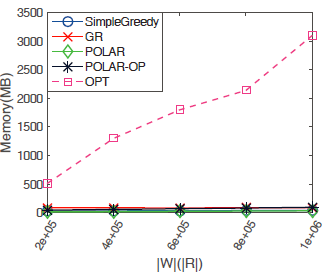 Memory(MB)
3500
3000
2500
2000
1500
1000
500
0
SimpleGreedy
GR
POLAR
POLAR-OP
OPT
2e+05
4e+05
6e+05
8e+05
1e+06
|W|(|R|)